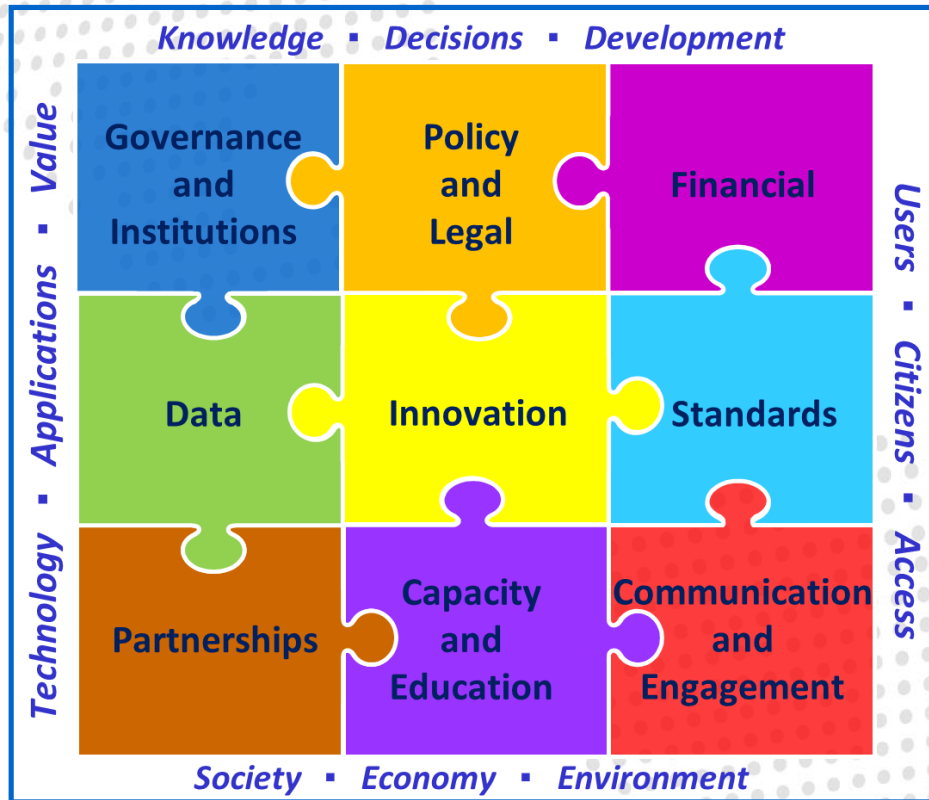 Knowledge ▪ Decisions ▪ Development
Technology ▪ Applications ▪ Value
Governance
and
Institutions
Policy
and
Legal
Financial
Data
Innovation
Standards
Partnerships
Capacity
and
Education
Communication
and
Engagement
Users ▪ Citizens ▪ Access
Society ▪ Economy ▪ Environment